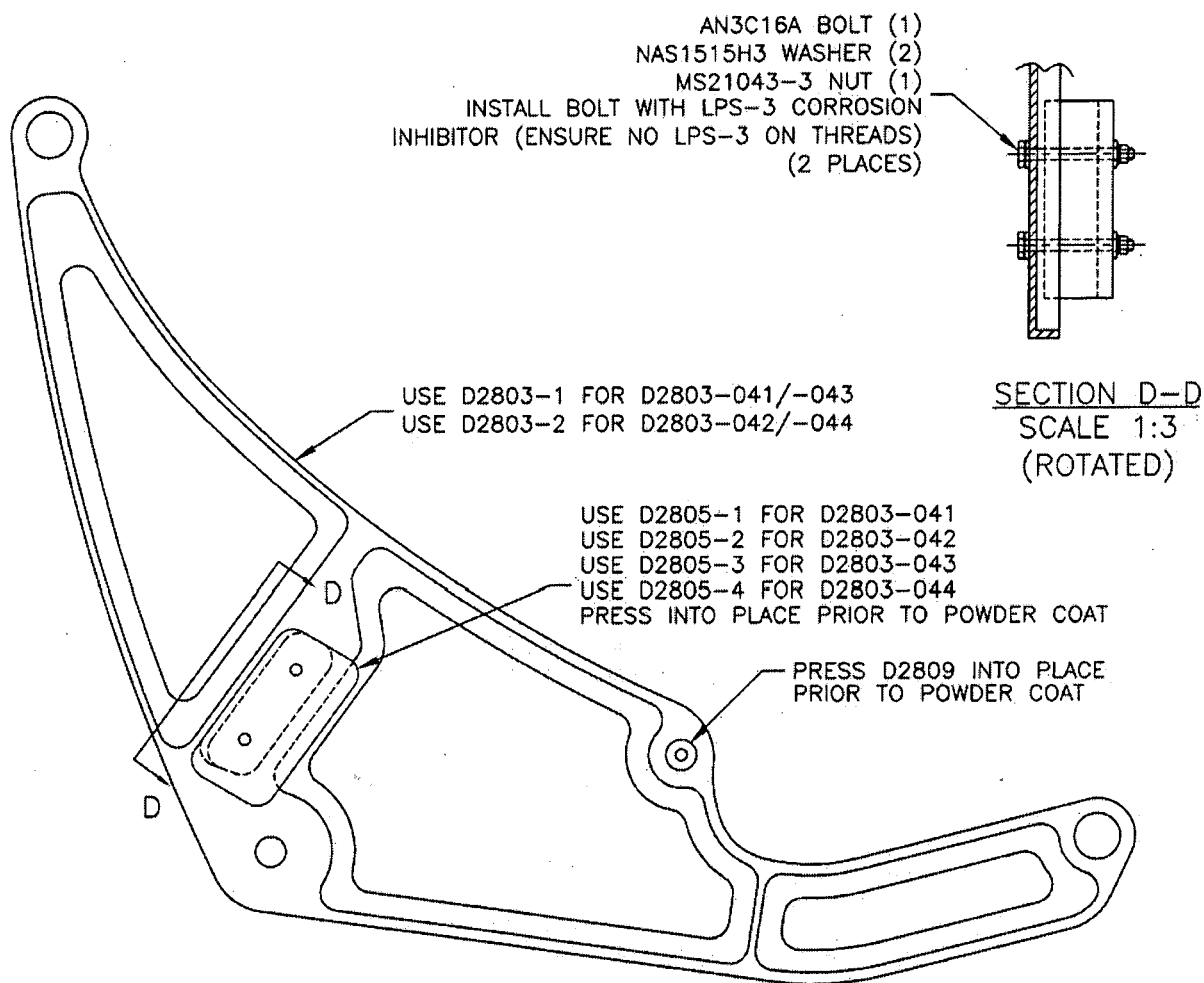 AN3C16A BOLT (1)
NAS1515H3 WASHER (2)
MS21043-3 NUT (1)
INSTALL BOLT WITH LPS-3 CORROSION
INHIBITOR (ENSURE NO LPS-3 ON THREADS)
(2 PLACES)
SECTION D-D
SCALE 1:3
(ROTATED)
USE D2803-1 FOR D2803-041/-043
USE D2803-2 FOR D2803-042/-044
USE D2805-1 FOR D2803-041
USE D2805-2 FOR D2803-042
USE D2805-3 FOR D2803-043
USE D2805-4 FOR D2803-044
PRESS INTO PLACE PRIOR TO POWDER COAT
D
PRESS D2809 INTO PLACE
PRIOR TO POWDER COAT
D